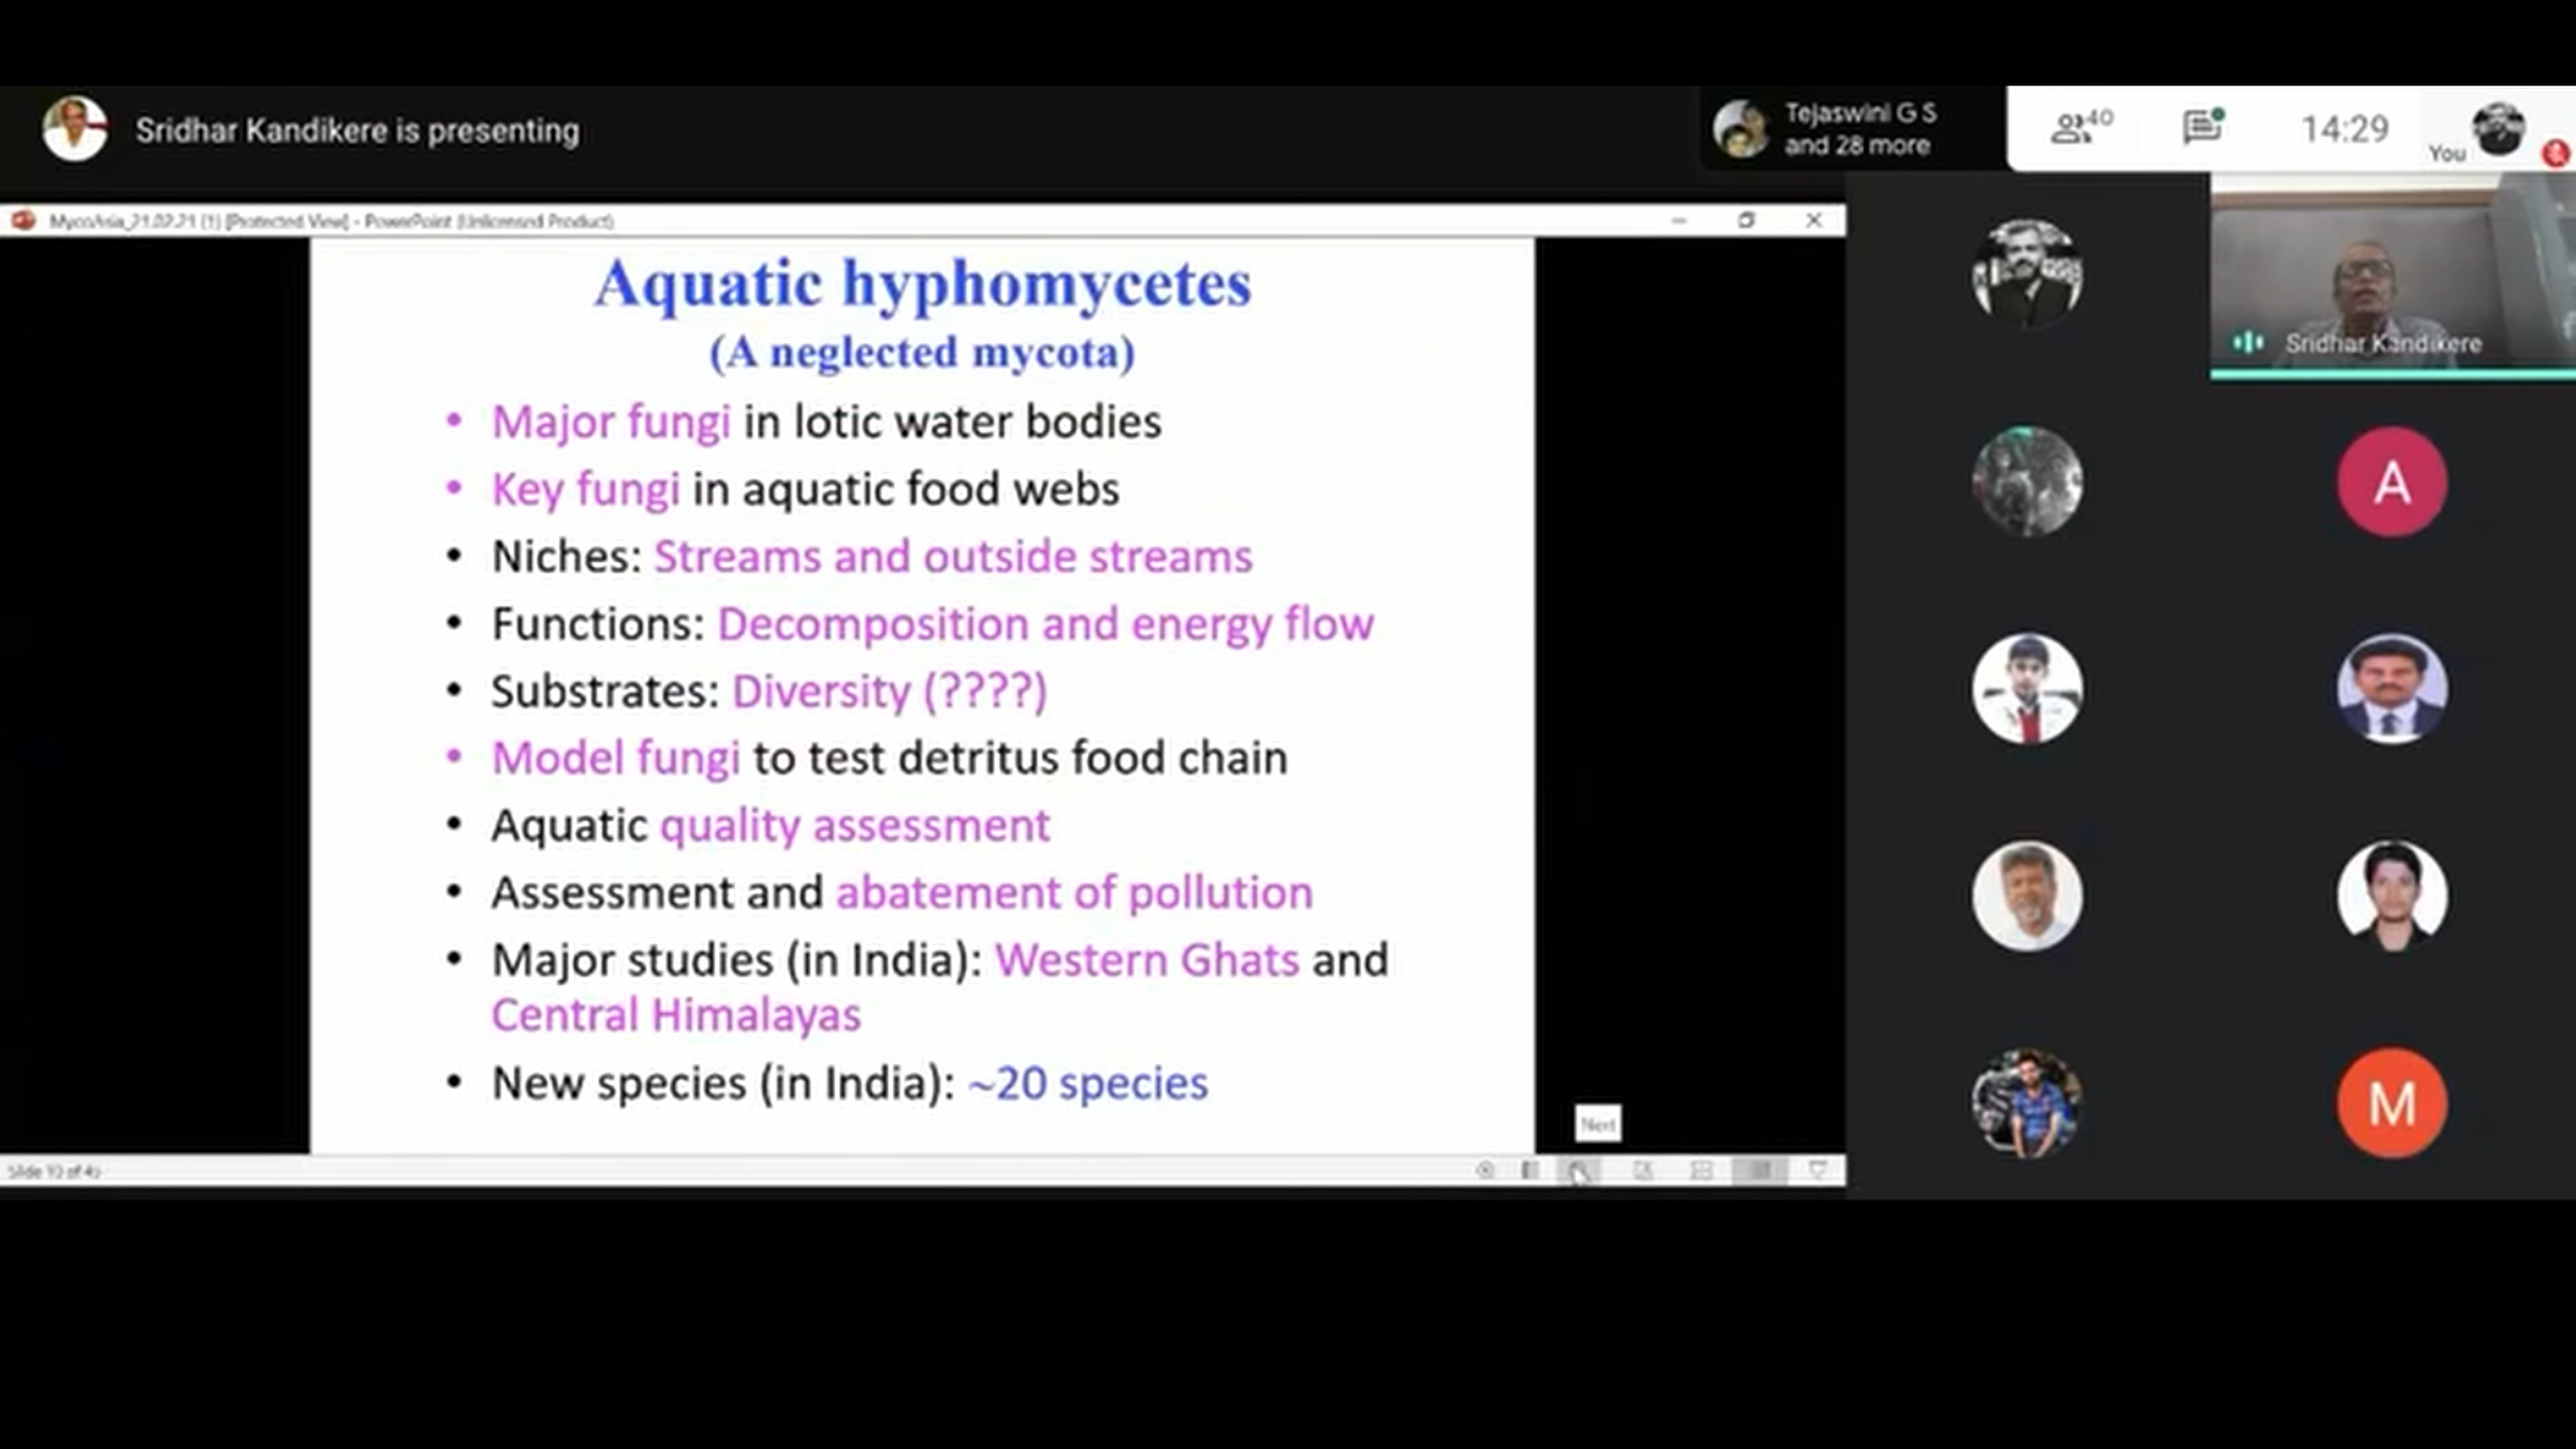 Sridhar Kandikere is presenting
Tejaswini G S
and 28 more
40
14:29
You
MycoAsia_21.02.21 (1) [Protected View] - PowerPoint (Unlicensed Product)
Aquatic hyphomycetes
(A neglected mycota)
Sridhar Kandikere
• Major fungi in lotic water bodies
• Key fungi in aquatic food webs
A
• Niches: Streams and outside streams
• Functions: Decomposition and energy flow
• Substrates: Diversity (????)
• Model fungi to test detritus food chain
• Aquatic quality assessment
• Assessment and abatement of pollution
• Major studies (in India): Western Ghats and
Central Himalayas
• New species (in India): ~20 species
M
Next
Slide of